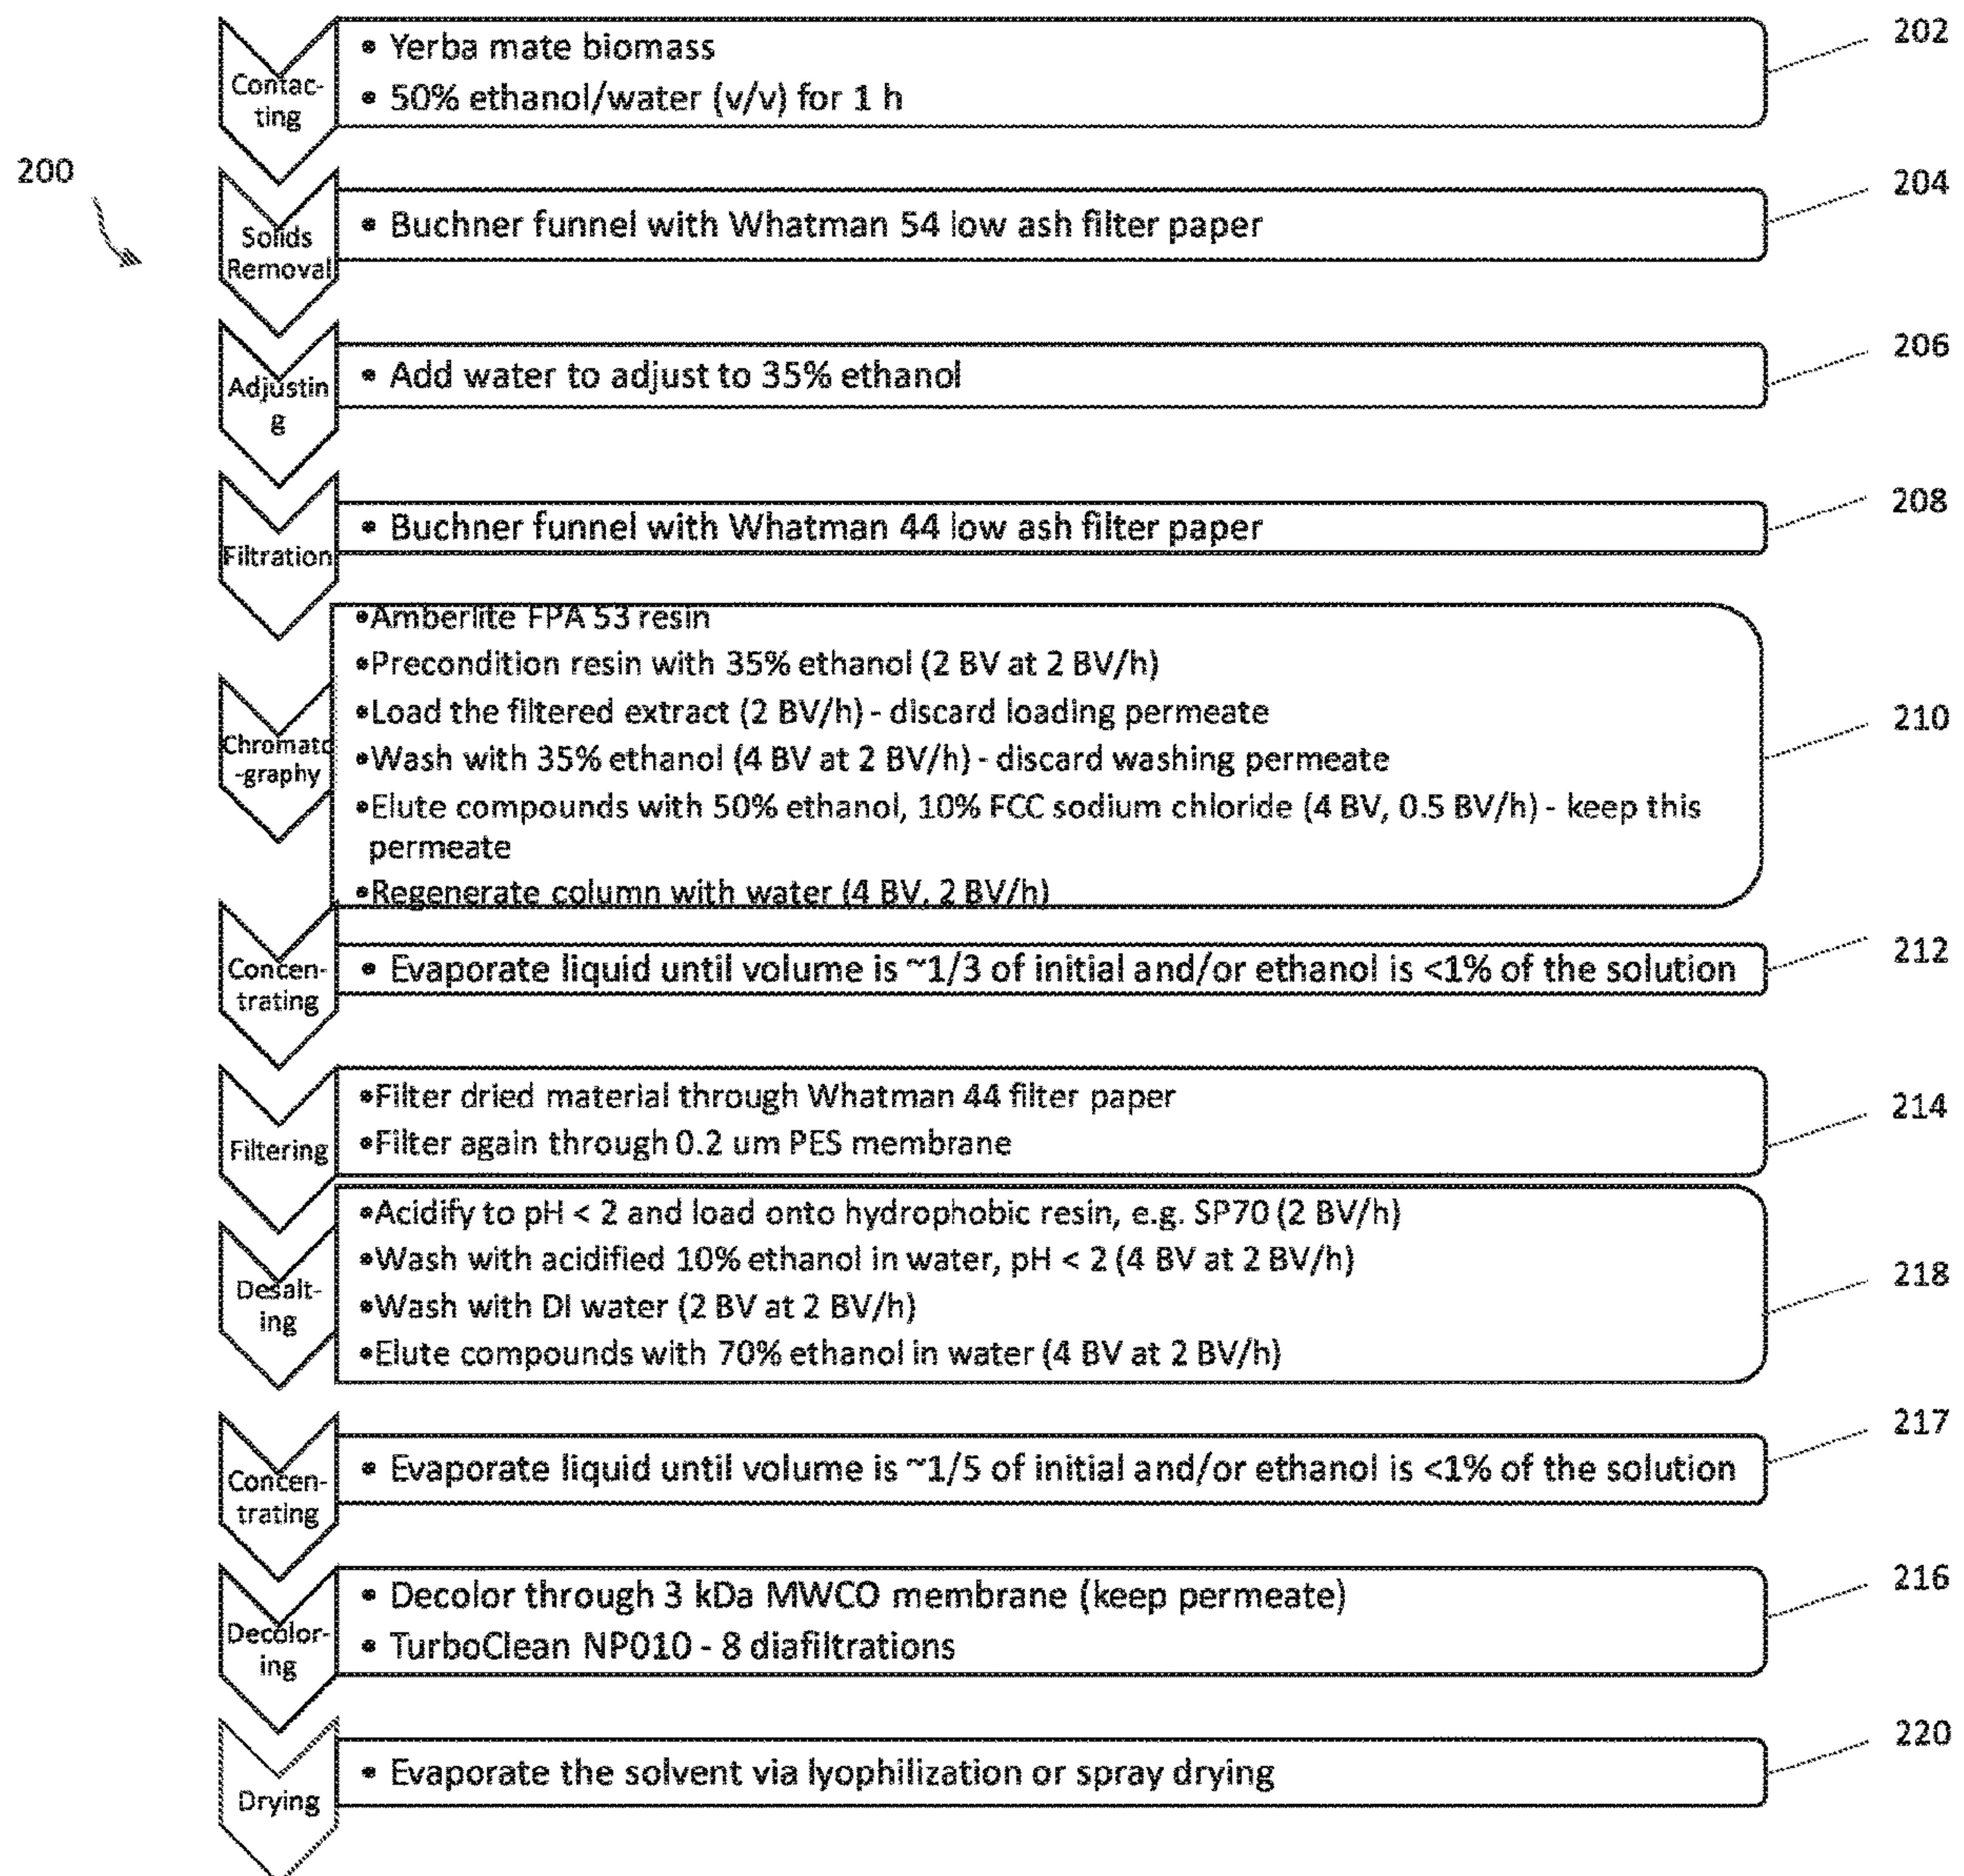 202
• Yerba mate biomass
Contac-
ting
• 50% ethanol/water (v/v) for 1 h
200
204
Solids
Removal
• Buchner funnel with Whatman 54 low ash filter paper
206
Adjustin
g
• Add water to adjust to 35% ethanol
208
Filtration
• Buchner funnel with Whatman 44 low ash filter paper
210
Chromato
-graphy
•Amberlite FPA 53 resin
•Precondition resin with 35% ethanol (2 BV at 2 BV/h)
•Load the filtered extract (2 BV/h) - discard loading permeate
•Wash with 35% ethanol (4 BV at 2 BV/h) - discard washing permeate
•Elute compounds with 50% ethanol, 10% FCC sodium chloride (4 BV, 0.5 BV/h) - keep this
permeate
•Regenerate column with water (4 BV, 2 BV/h)
212
Concen-
trating
• Evaporate liquid until volume is ~1/3 of initial and/or ethanol is <1% of the solution
214
Filtering
•Filter dried material through Whatman 44 filter paper
•Filter again through 0.2 um PES membrane
218
Desalt-
ing
•Acidify to pH < 2 and load onto hydrophobic resin, e.g. SP70 (2 BV/h)
•Wash with acidified 10% ethanol in water, pH < 2 (4 BV at 2 BV/h)
•Wash with DI water (2 BV at 2 BV/h)
•Elute compounds with 70% ethanol in water (4 BV at 2 BV/h)
217
Concen-
trating
• Evaporate liquid until volume is ~1/5 of initial and/or ethanol is <1% of the solution
216
Decolor-
ing
• Decolor through 3 kDa MWCO membrane (keep permeate)
• TurboClean NP010 - 8 diafiltrations
220
Drying
• Evaporate the solvent via lyophilization or spray drying